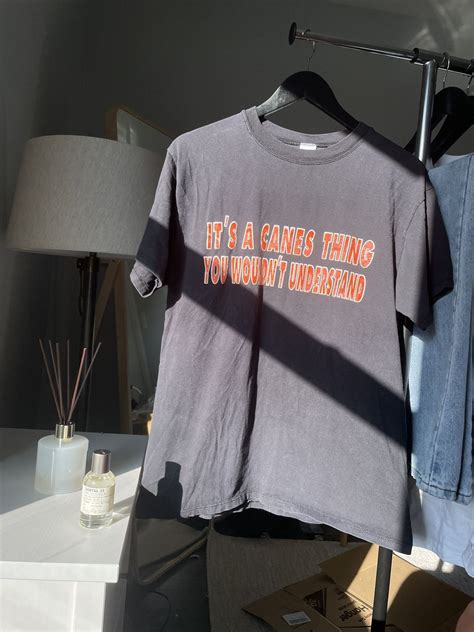 IT'S A CANES THING
YOU WOULDN'T UNDERSTAND